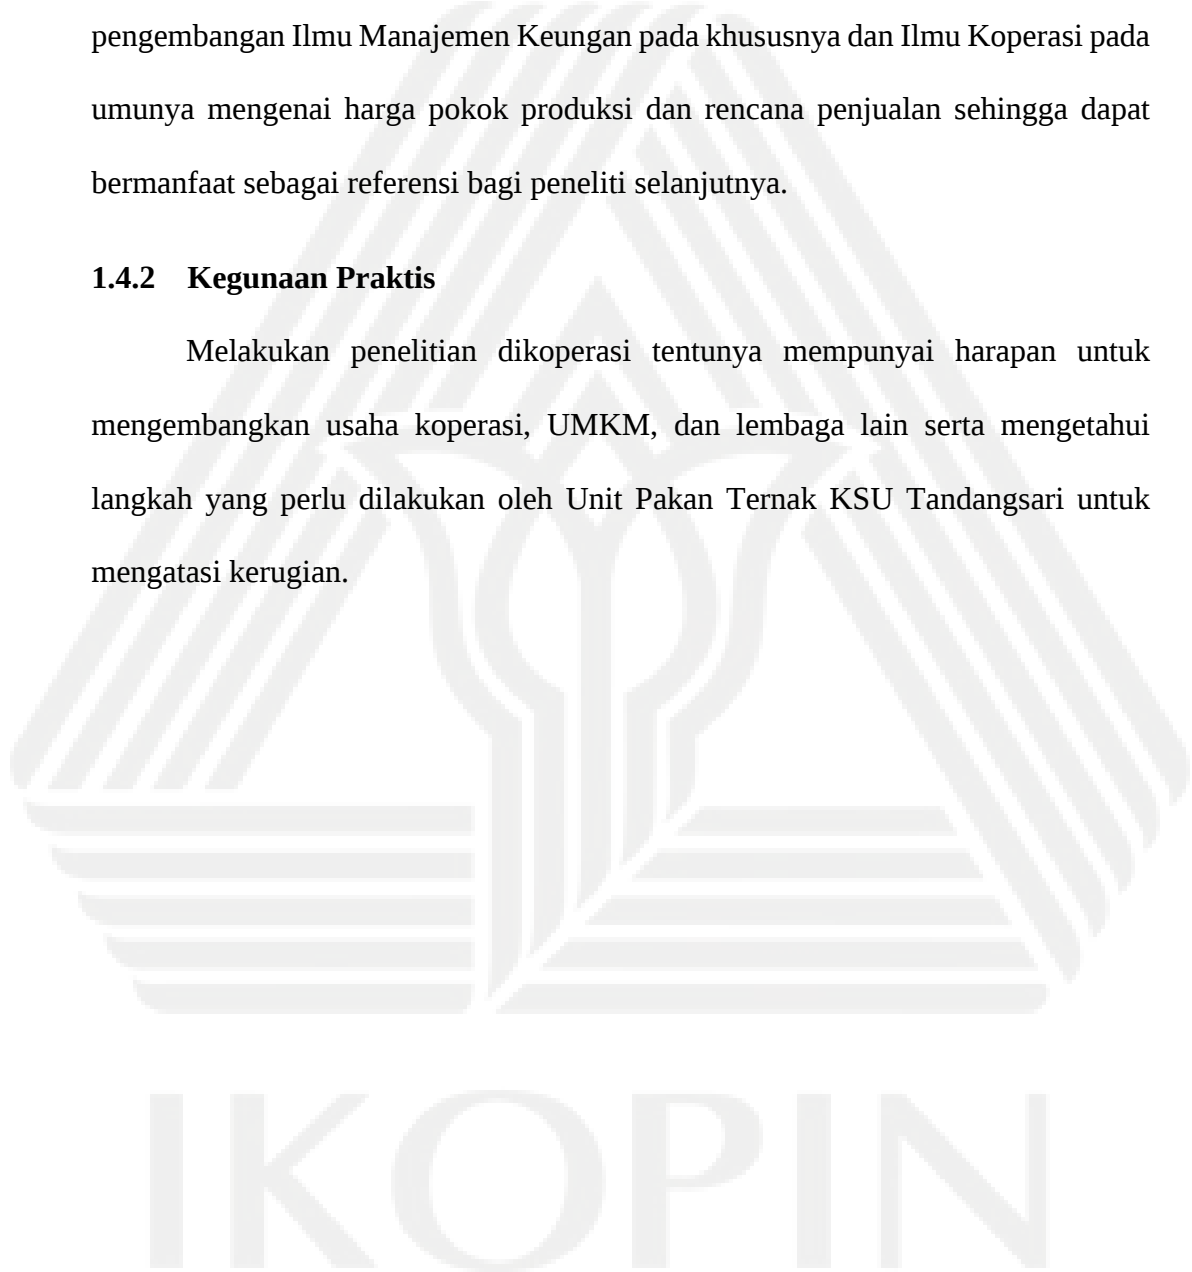 pengembangan Ilmu Manajemen Keungan pada khususnya dan Ilmu Koperasi pada
umunya mengenai harga pokok produksi dan rencana penjualan sehingga dapat
bermanfaat sebagai referensi bagi peneliti selanjutnya.
1.4.2 Kegunaan Praktis
Melakukan penelitian dikoperasi tentunya mempunyai harapan untuk
mengembangkan usaha koperasi, UMKM, dan lembaga lain serta mengetahui
langkah yang perlu dilakukan oleh Unit Pakan Ternak KSU Tandangsari untuk
mengatasi kerugian.
IKOPIN